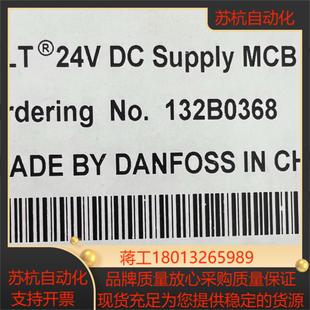 苏杭自动化
LT®24V DC Supply MCB
rdering No. 132B0368
ADE BY DANFOSS IN CH
苏杭自动化
支持开票
蒋工18013265989
品牌质量放心采购质量保证
现货充足为您提供稳定的货源